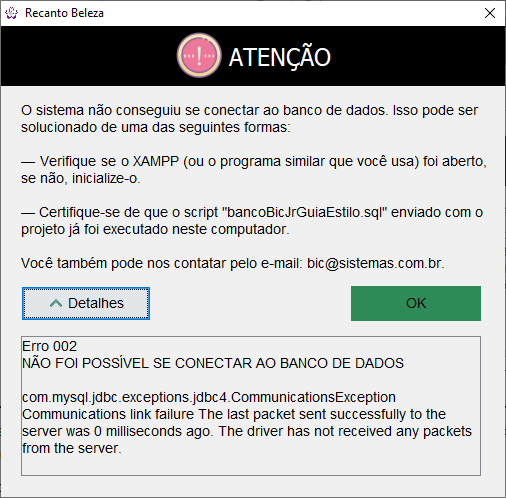 Recanto Beleza
ATENÇÃO
O sistema não conseguiu se conectar ao banco de dados. Isso pode ser
solucionado de uma das seguintes formas:
— Verifique se o XAMPP (ou o programa similar que você usa) foi aberto,
se não, inicialize-o.
— Certifique-se de que o script "bancoBicJrGuiaEstilo.sql" enviado com o
projeto já foi executado neste computador.
Você também pode nos contatar pelo e-mail: bic@sistemas.com.br.
Detalhes
OK
Erro 002
NÃO FOI POSSÍVEL SE CONECTAR AO BANCO DE DADOS
com.mysql.jdbc.exceptions.jdbc4.CommunicationsException
Communications link failure The last packet sent successfully to the
server was 0 milliseconds ago. The driver has not received any packets
from the server.